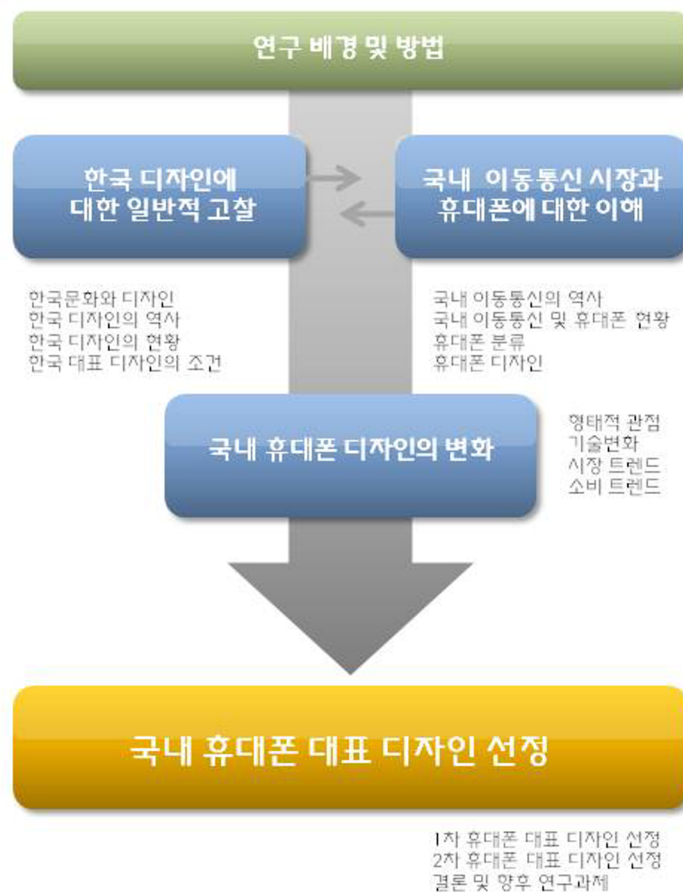 연구 배경 및 방법
한국 디자인에
대한 일반적 고찰
국내 이동통신 시장과
휴대폰에 대한 이해
한국문화와 디자인
한국 디자인의 역사
한국 디자인의 현황
한국 대표 디자인의 조건
국내 이동통신의 역사
국내 이동통신 및 휴대폰 현황
휴대폰 분류
휴대폰 디자인
국내 휴대폰 디자인의 변화
형태적 관점
기술변화
시장 트렌드
소비 트렌드
국내 휴대폰 대표 디자인 선정
1차 휴대폰 대표 디자인 선정
2차 휴대폰 대표 디자인 선정
결론 및 향후 연구과제